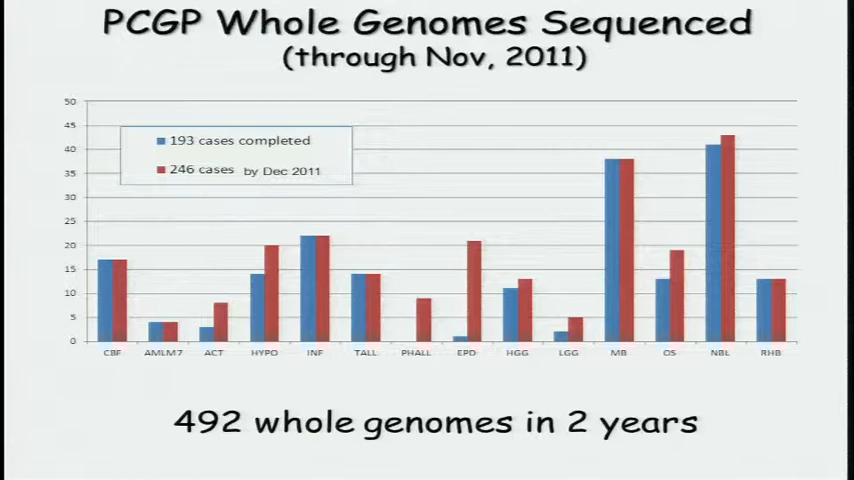 PCGP Whole Genomes Sequenced
(through Nov, 2011)
50
45
40
35
30
25
20
15
10
5
0
193 cases completed
246 cases by Dec 2011
CBF AMLM7 ACT HYPO INF TALL PHALL EPD HGG LGG MB OS NBL RHB
492 whole genomes in 2 years